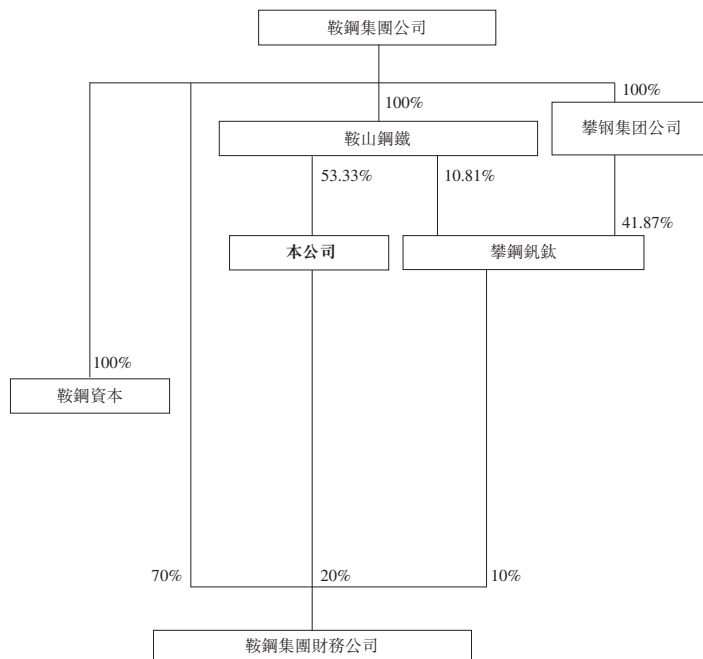 鞍鋼集團公司
100%
100%
鞍山鋼鐵
攀钢集团公司
53.33%
10.81%
41.87%
本公司
攀鋼釩鈦
100%
鞍鋼資本
70%
20%
10%
鞍鋼集團財務公司